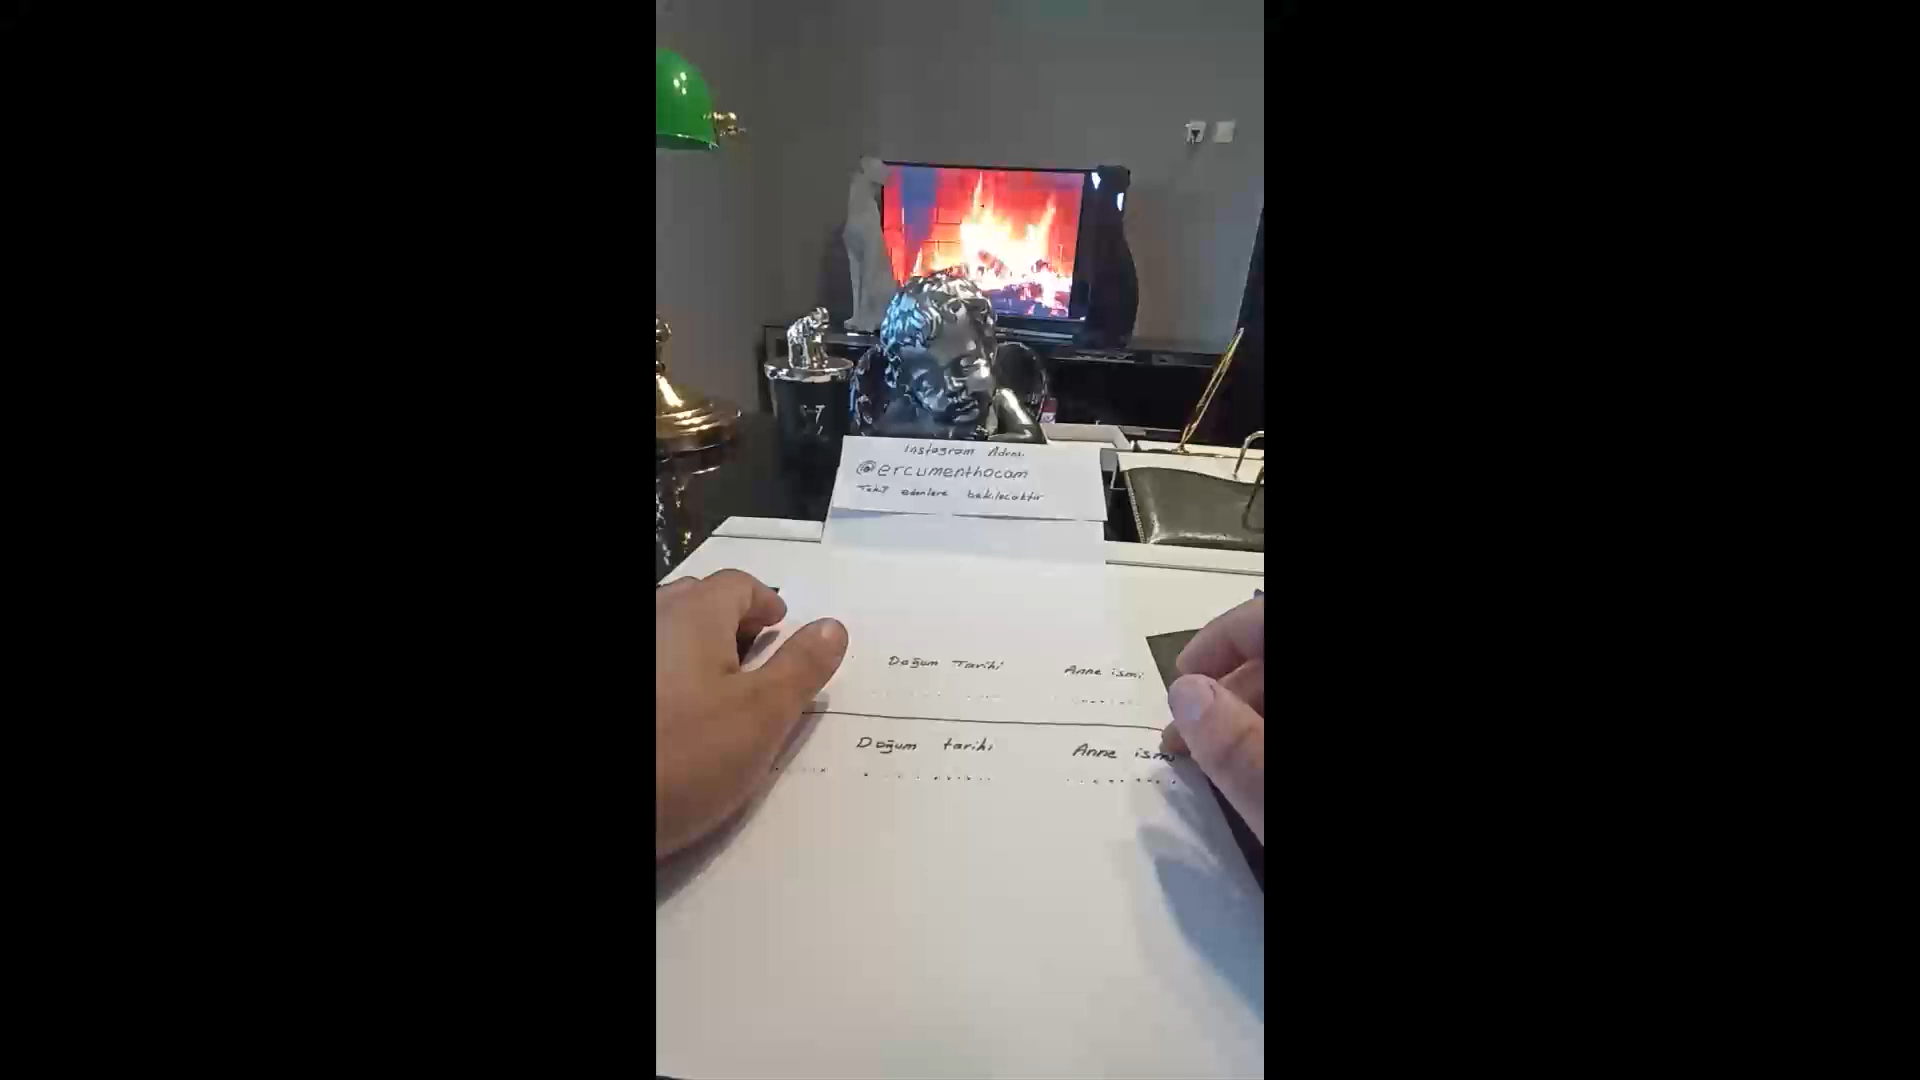 Instagram Adresi
@ercumenthocam
Takip edenlere bakılacaktır
Doğum Tarihi Anne ismi
Doğum tarihi Anne ismi